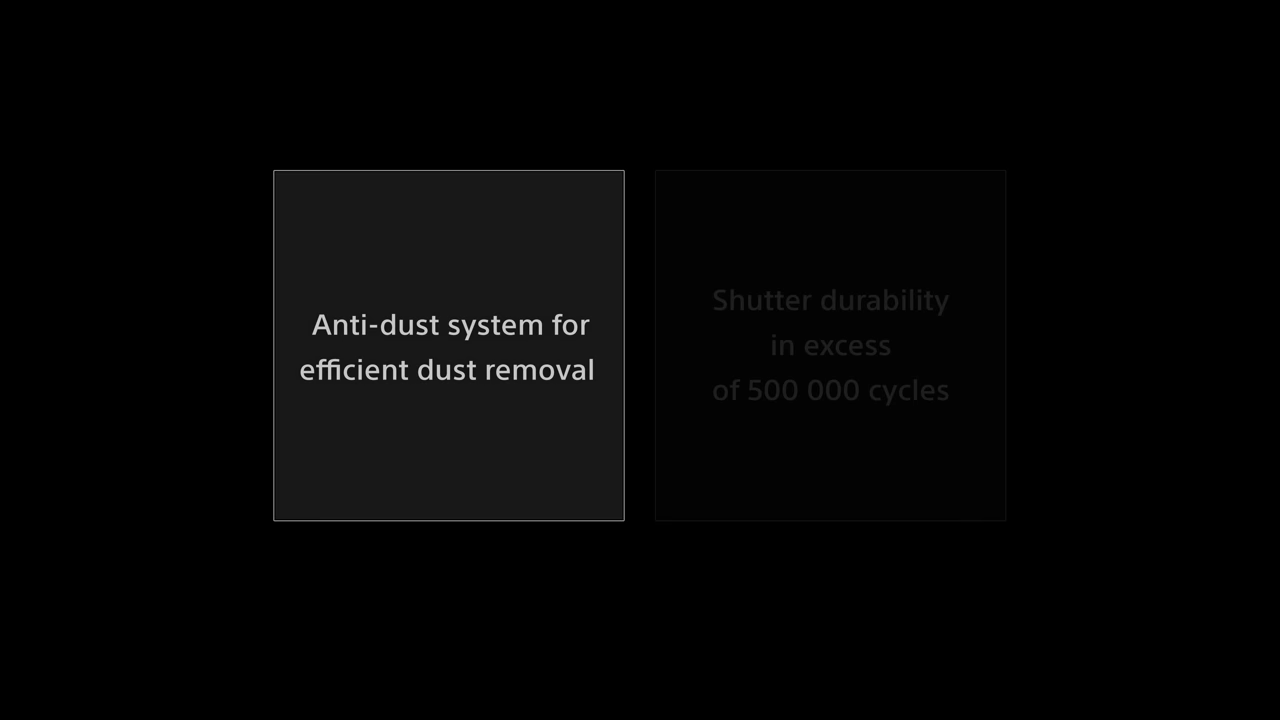 Anti-dust system for
efficient dust removal
Shutter durability
in excess
of 500 000 cycles